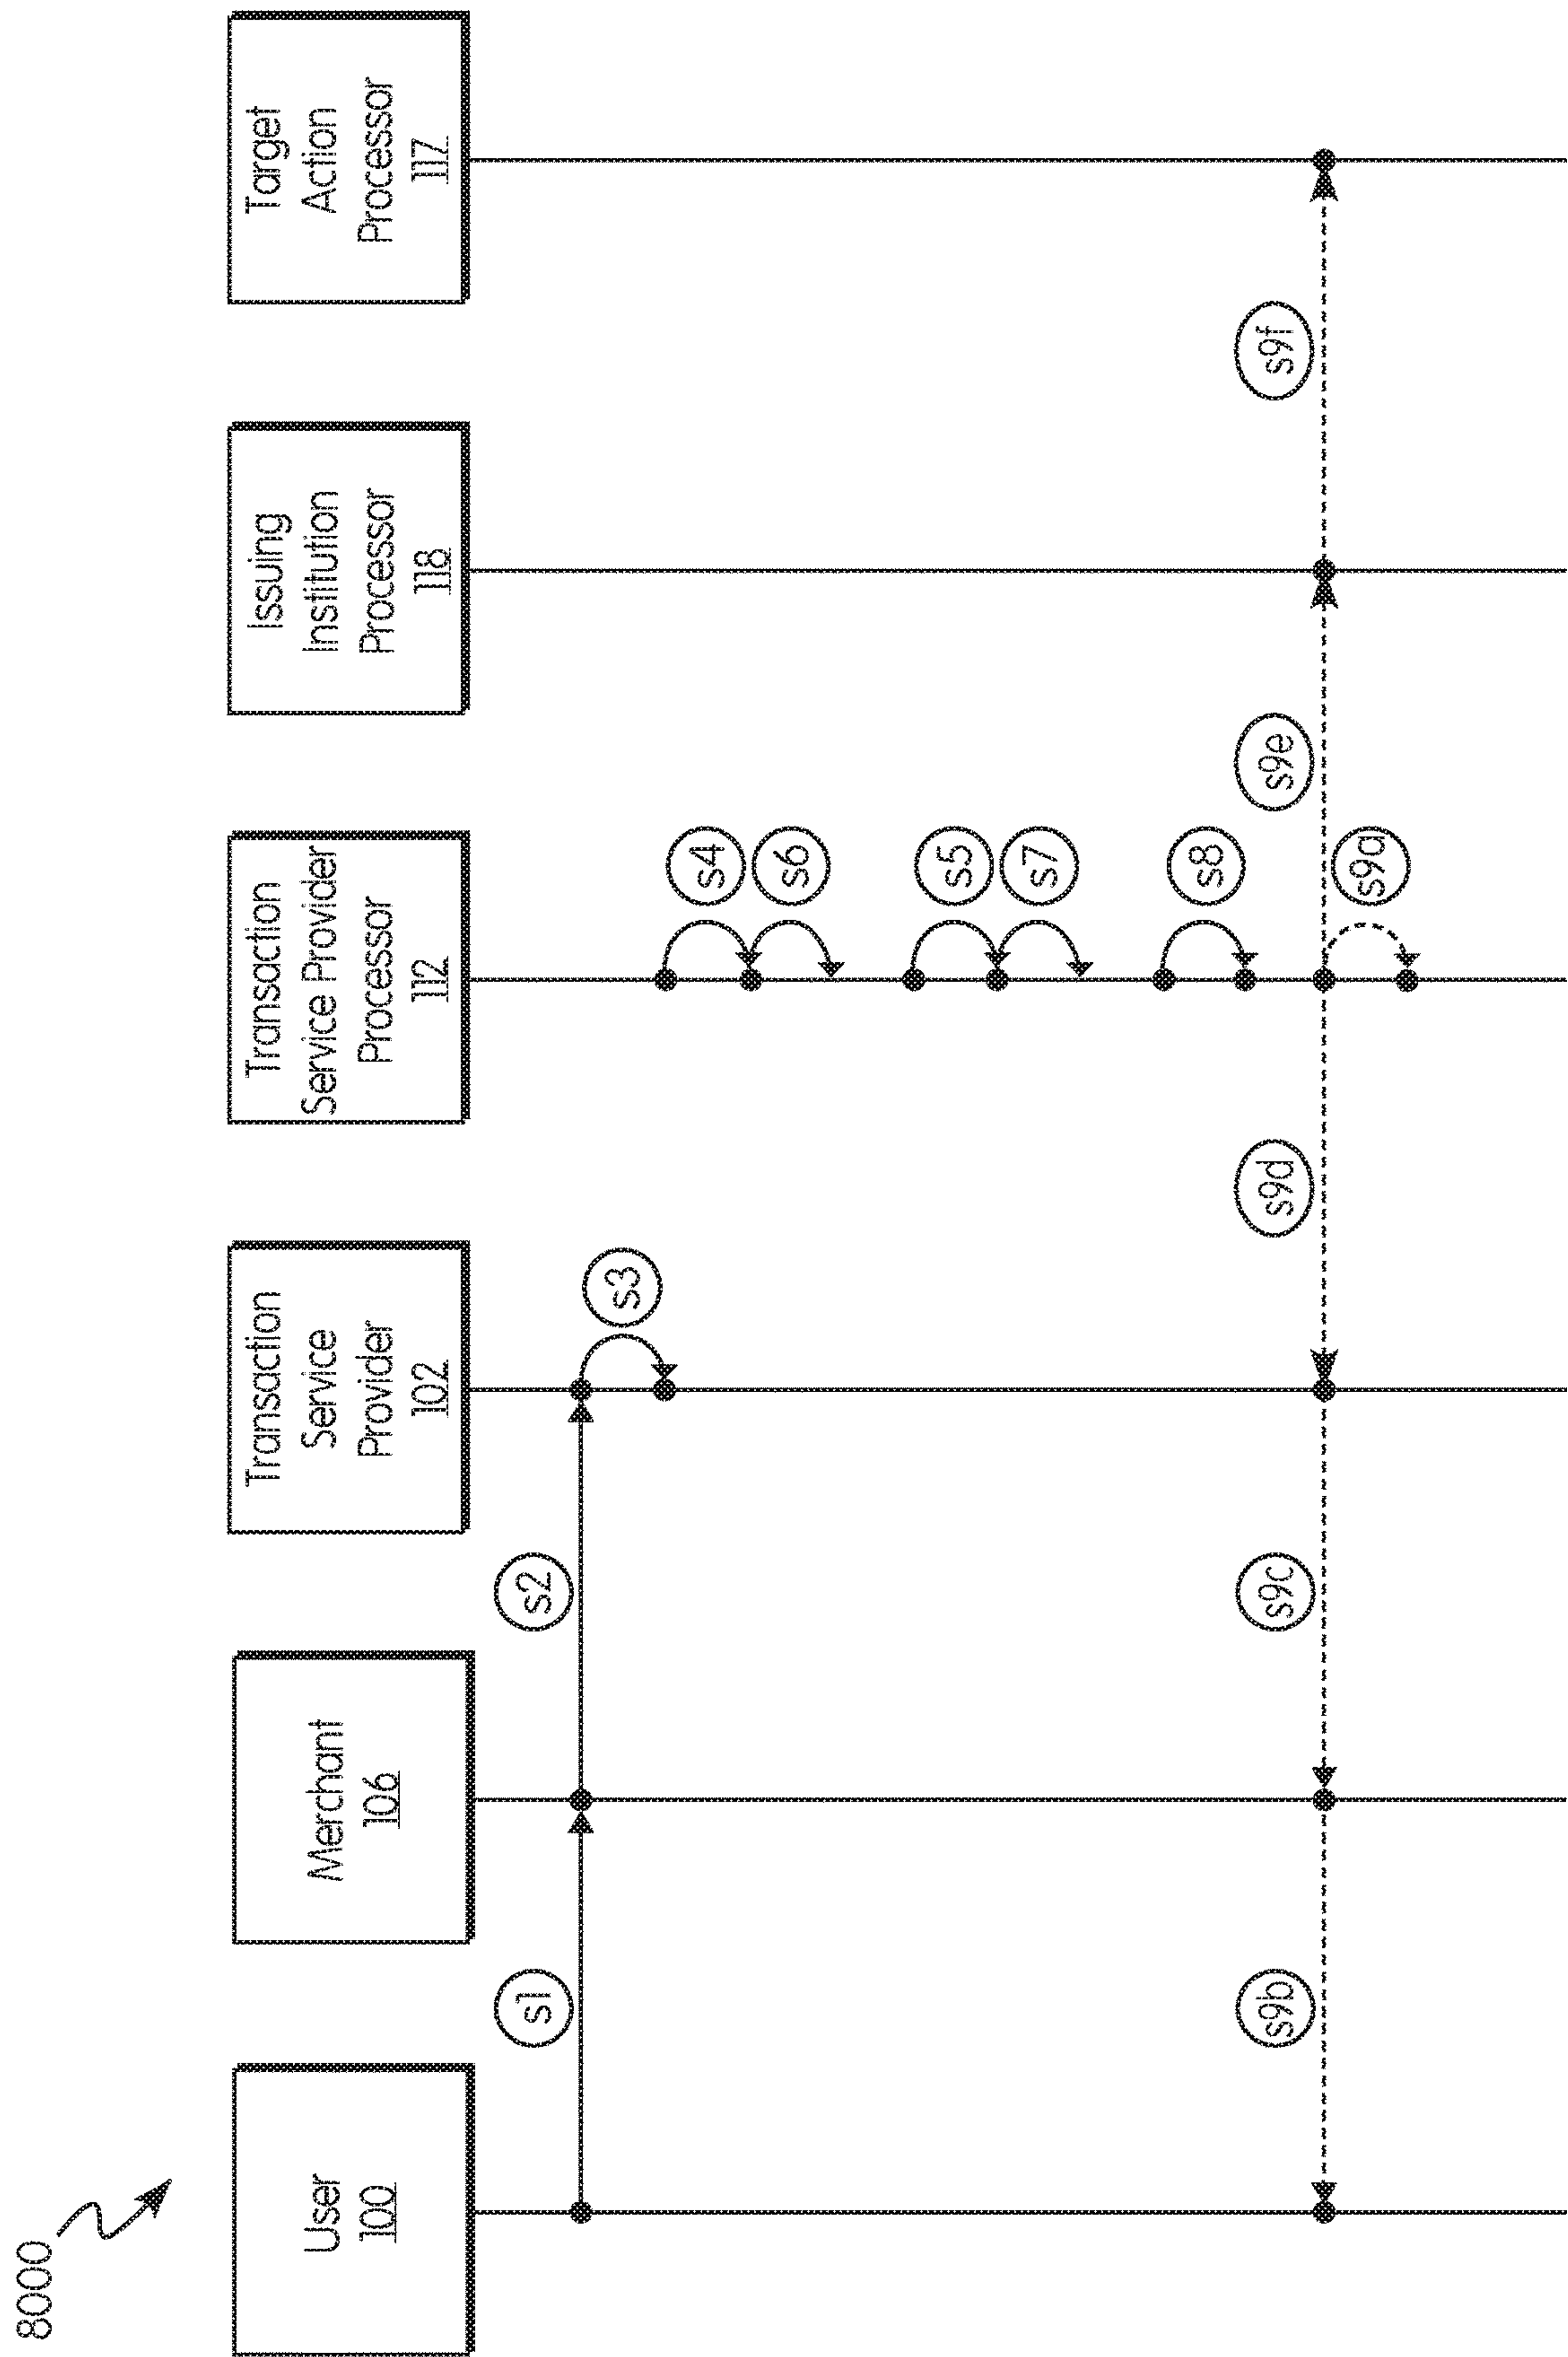 8000
User
100
Merchant
106
Transaction
Service
Provider
102
Transaction
Service Provider
Processor
112
Issuing
Institution
Processor
118
Target
Action
Processor
117
s1
s2
s3
s4
s6
s5
s7
s8
s9b
s9c
s9d
s9e
s9f
s9a